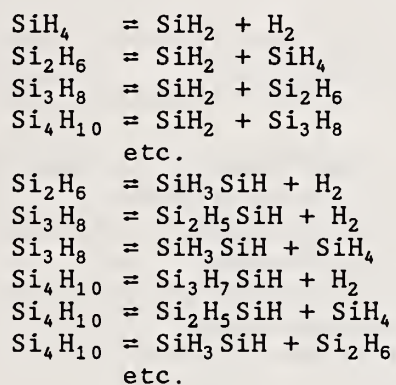 SiH₄ ⇌ SiH₂ + H₂
Si₂H₆ ⇌ SiH₂ + SiH₄
Si₃H₈ ⇌ SiH₂ + Si₂H₆
Si₄H₁₀ ⇌ SiH₂ + Si₃H₈
etc.
Si₂H₆ ⇌ SiH₃SiH + H₂
Si₃H₈ ⇌ Si₂H₅SiH + H₂
Si₃H₈ ⇌ SiH₃SiH + SiH₄
Si₄H₁₀ ⇌ Si₃H₇SiH + H₂
Si₄H₁₀ ⇌ Si₂H₅SiH + SiH₄
Si₄H₁₀ ⇌ SiH₃SiH + Si₂H₆
etc.